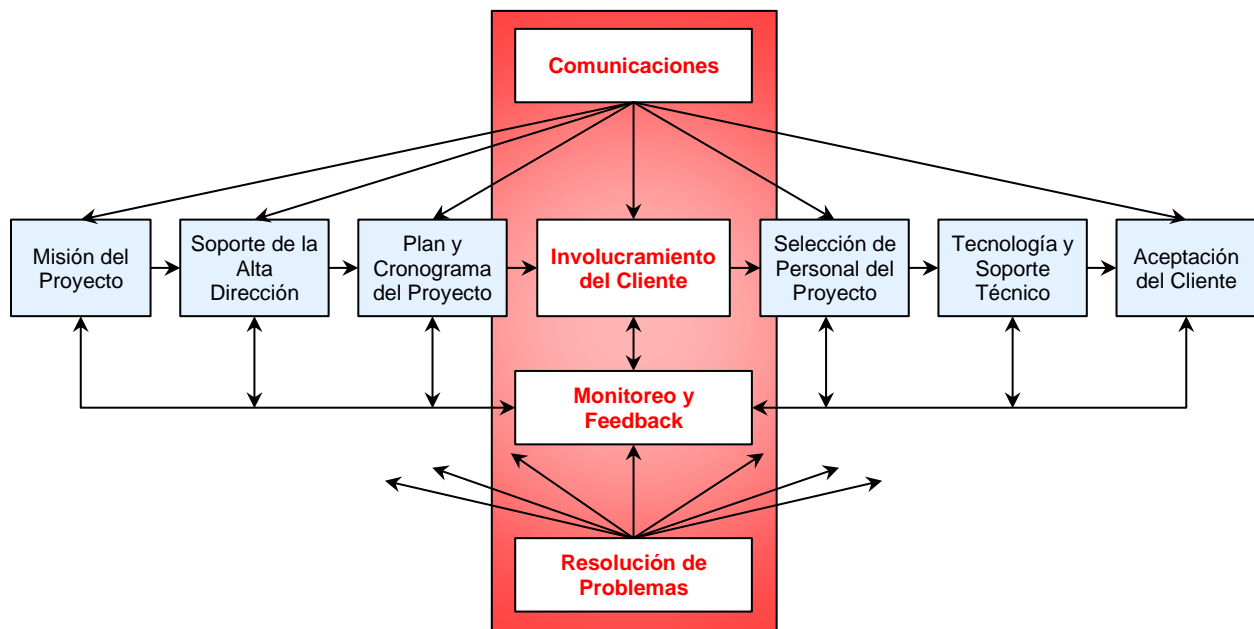 Comunicaciones
Misión del
Proyecto
Soporte de la
Alta
Dirección
Plan y
Cronograma
del Proyecto
Involucramiento
del Cliente
Selección de
Personal del
Proyecto
Tecnología y
Soporte
Técnico
Aceptación
del Cliente
Monitoreo y
Feedback
Resolución de
Problemas